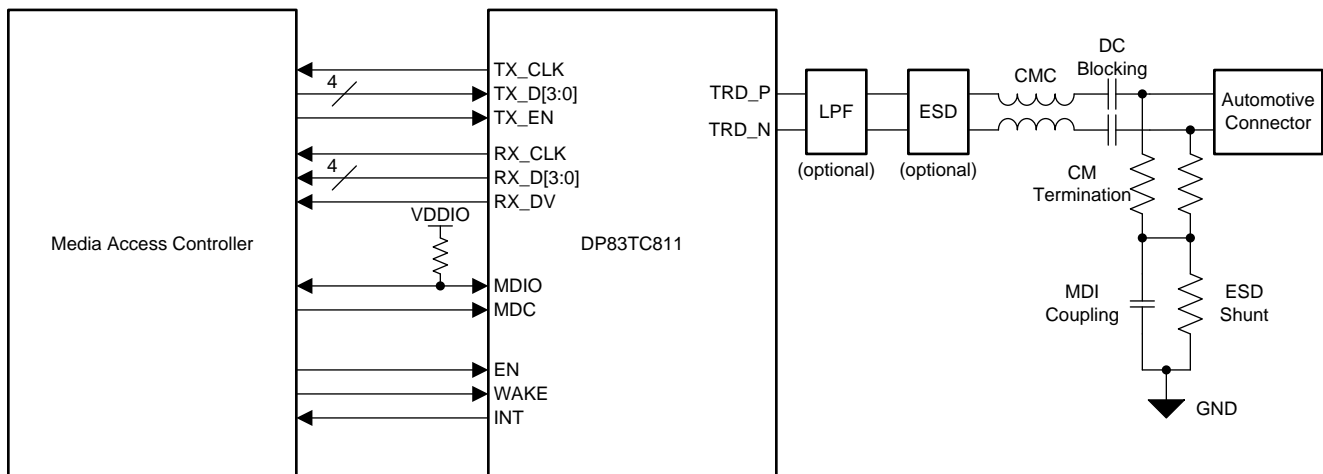 Media Access Controller
4
4
VDDIO
TX_CLK
TX_D[3:0]
TX_EN
RX_CLK
RX_D[3:0]
RX_DV
MDIO
MDC
EN
WAKE
INT
DP83TC811
TRD_P
TRD_N
LPF
(optional)
ESD
(optional)
CMC
DC
Blocking
Automotive
Connector
CM
Termination
MDI
Coupling
ESD
Shunt
GND